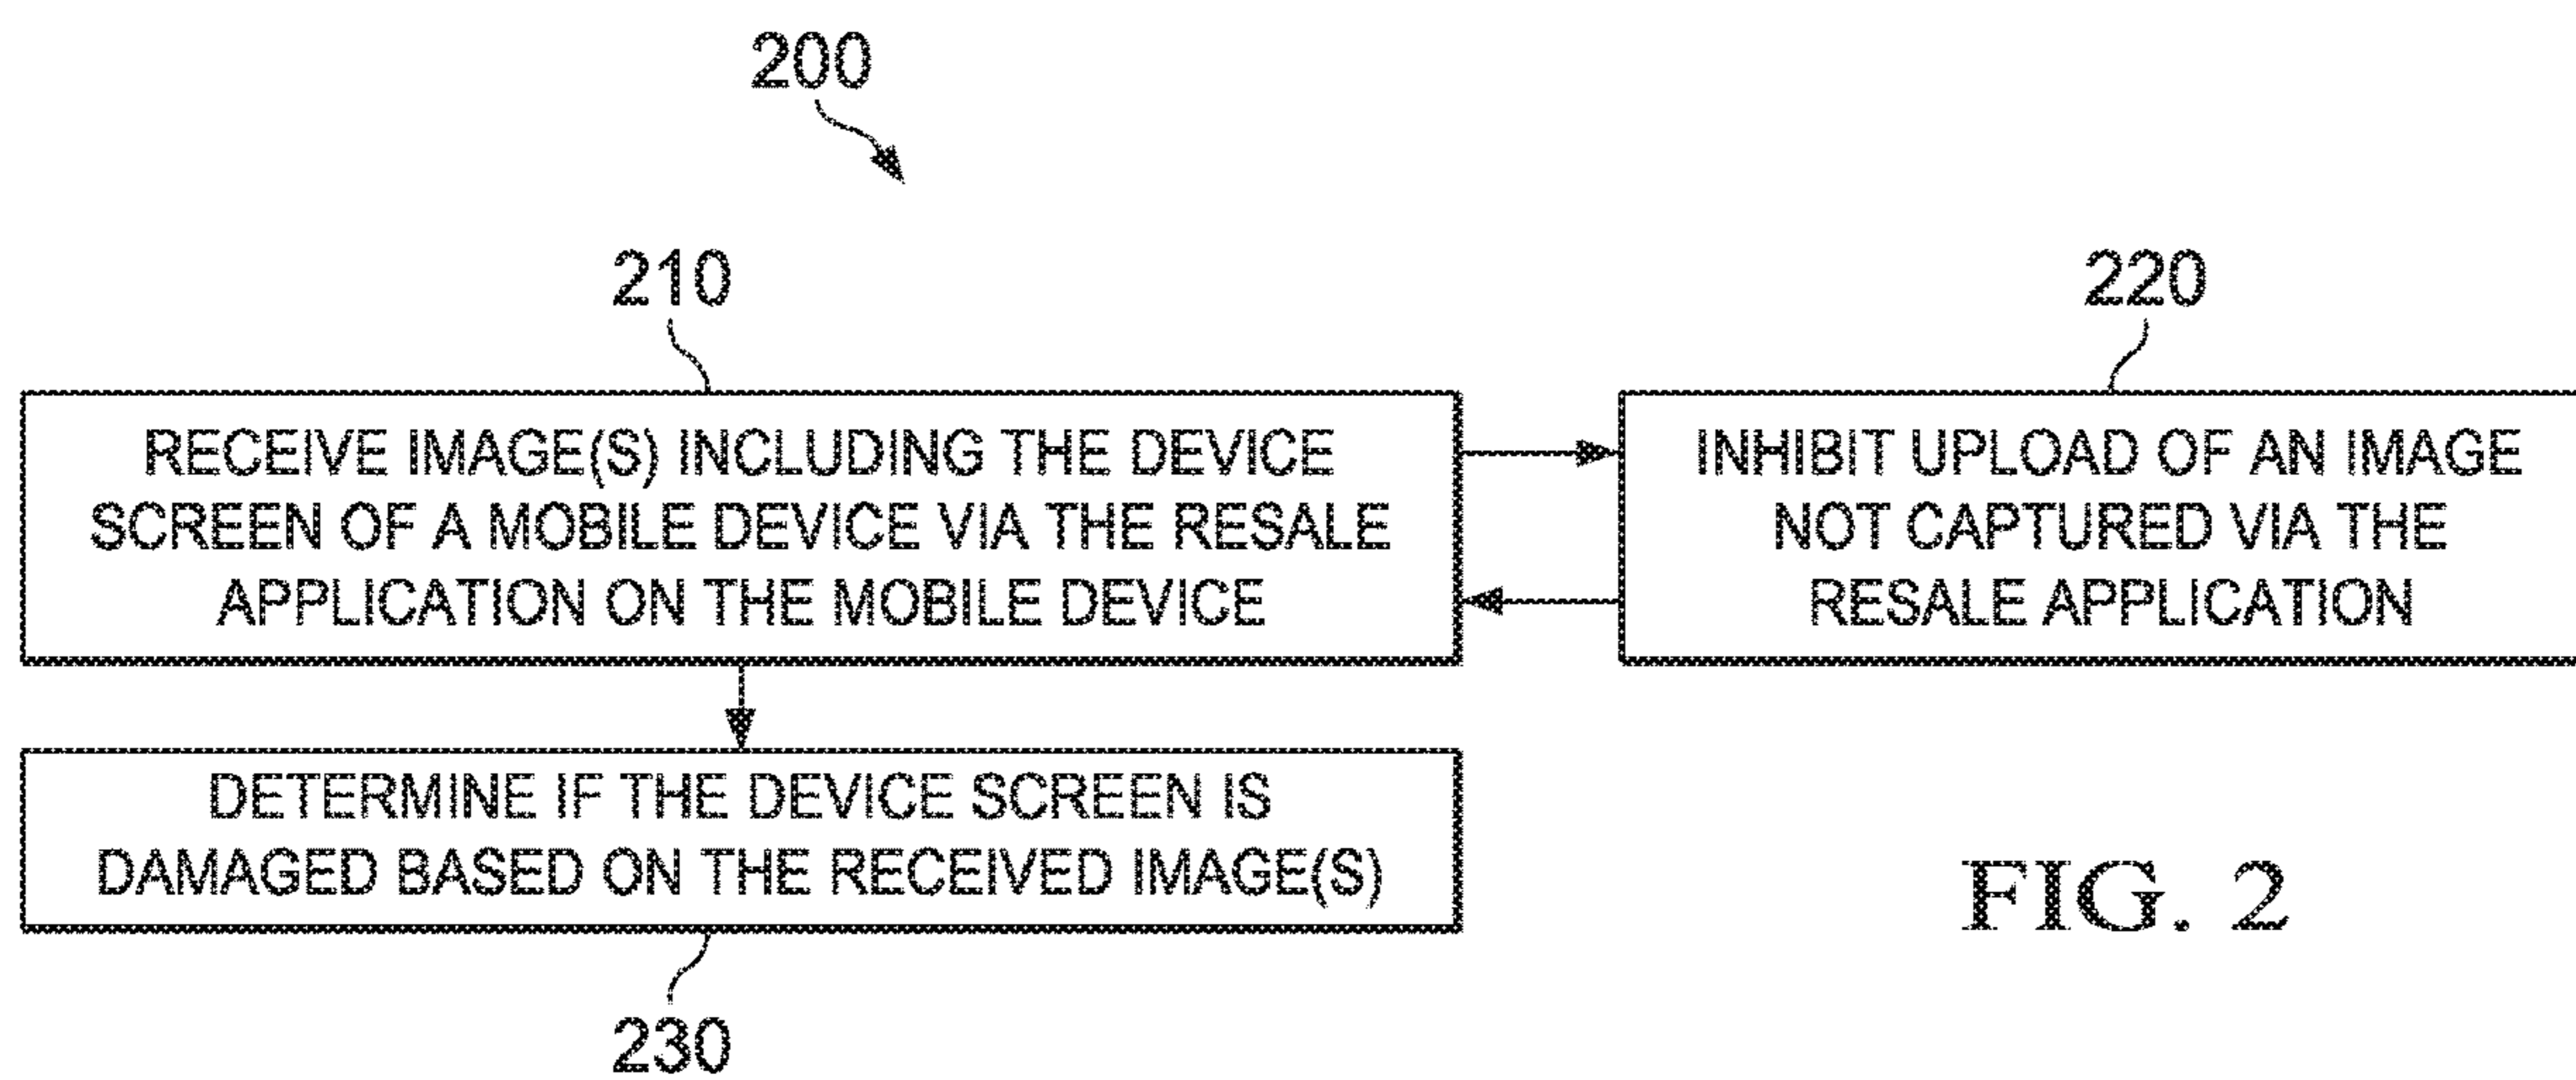 200
210
RECEIVE IMAGE(S) INCLUDING THE DEVICE
SCREEN OF A MOBILE DEVICE VIA THE RESALE
APPLICATION ON THE MOBILE DEVICE
220
INHIBIT UPLOAD OF AN IMAGE
NOT CAPTURED VIA THE
RESALE APPLICATION
DETERMINE IF THE DEVICE SCREEN IS
DAMAGED BASED ON THE RECEIVED IMAGE(S)
230
FIG. 2